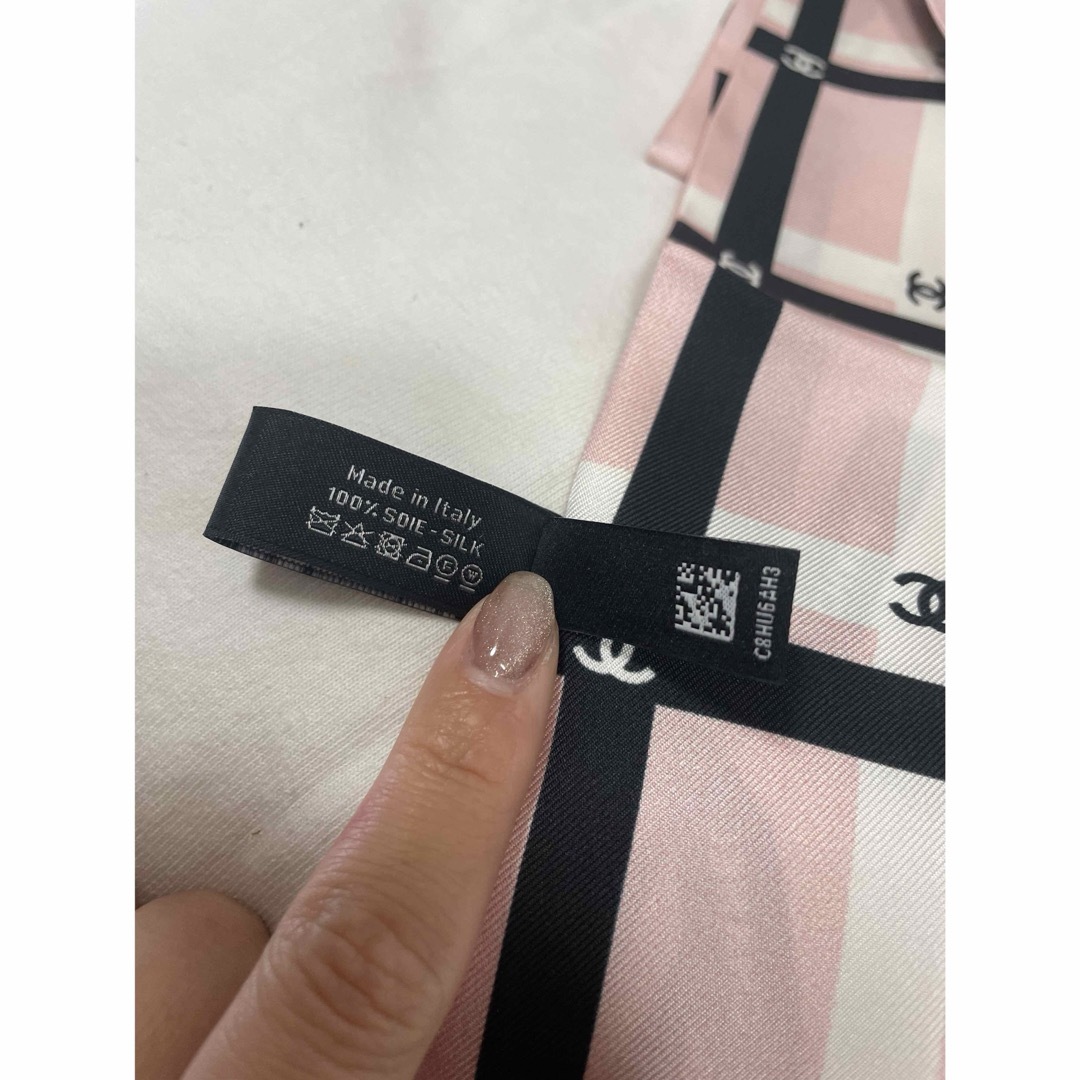 Made in Italy
100% SOIE - SILK
F W
C8HU6AH3